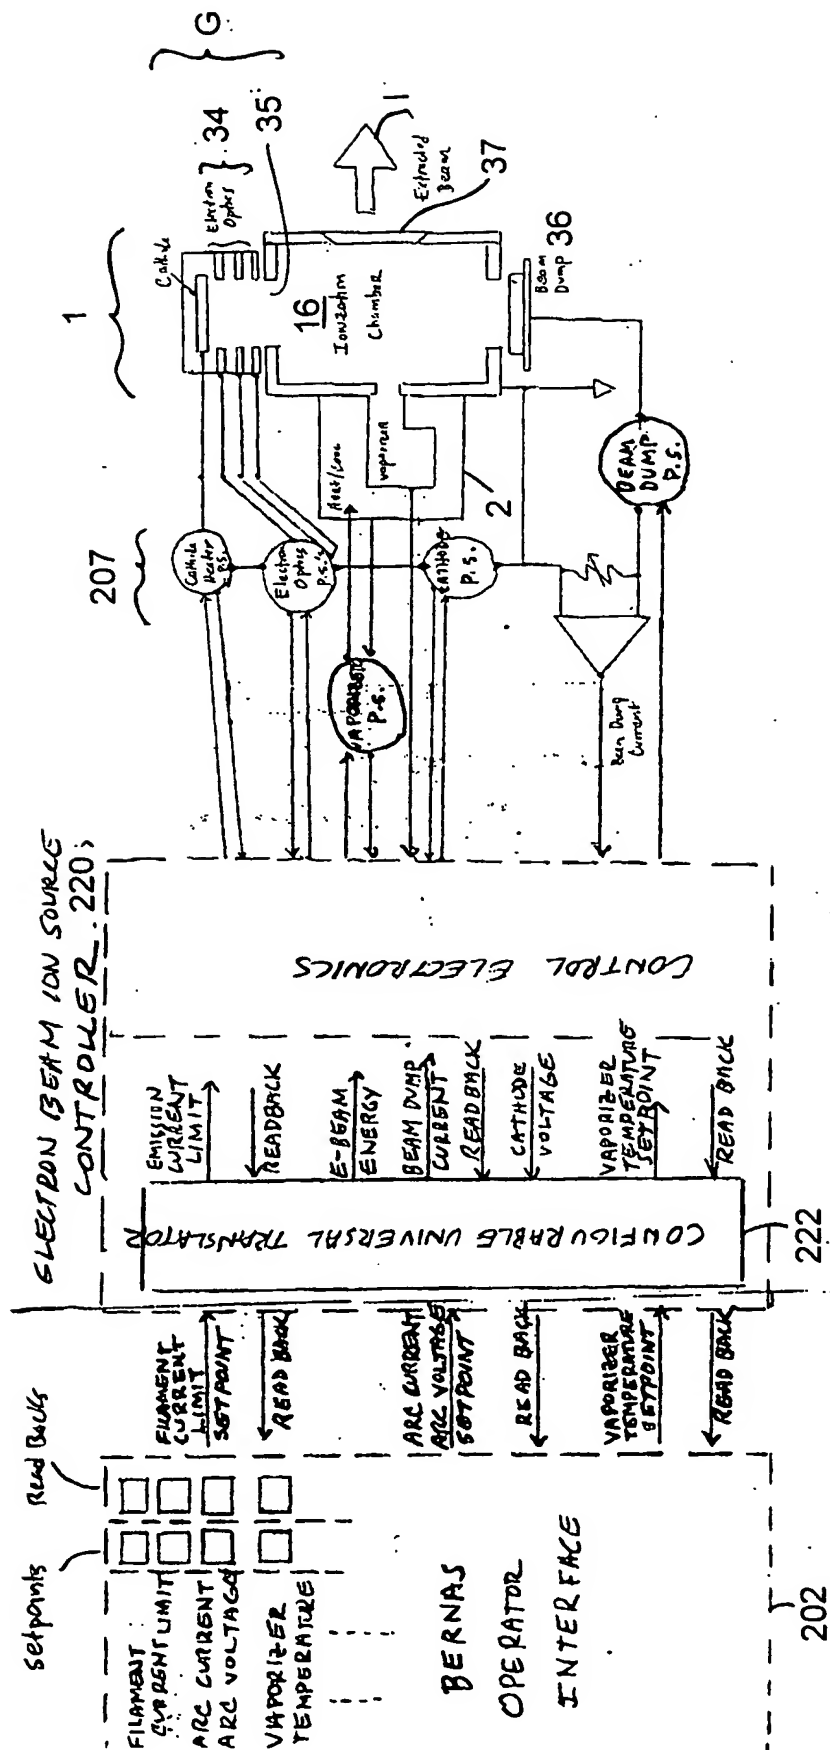 G
34
35
1
Cathode
Electron
Optics
16
Ionization
Chamber
Extracted
Beam
37
Beam
Dump
36
Heat/Cool
vaporizer
2
207
Cathode
Heater
P.S.
Electron
Optics
P.S.'s
VAPORIZER
P.S.
CATHODE
P.S.
BEAM
DUMP
P.S.
Beam Dump
Current
ELECTRON BEAM ION SOURCE
CONTROLLER 220
CONTROL ELECTRONICS
EMISSION
CURRENT
LIMIT
READBACK
E-BEAM
ENERGY
BEAM DUMP
CURRENT
READBACK
CATHODE
VOLTAGE
VAPORIZER
TEMPERATURE
SETPOINT
READ BACK
CONFIGURABLE UNIVERSAL TRANSLATOR
222
FILAMENT
CURRENT
LIMIT
SETPOINT
READ BACK
ARC CURRENT
ARC VOLTAGE
SETPOINT
READ BACK
VAPORIZER
TEMPERATURE
SETPOINT
READ BACK
Setpoints
Read Backs
FILAMENT
CURRENT LIMIT
ARC CURRENT
ARC VOLTAGE
VAPORIZER
TEMPERATURE
BERNAS
OPERATOR
INTERFACE
202